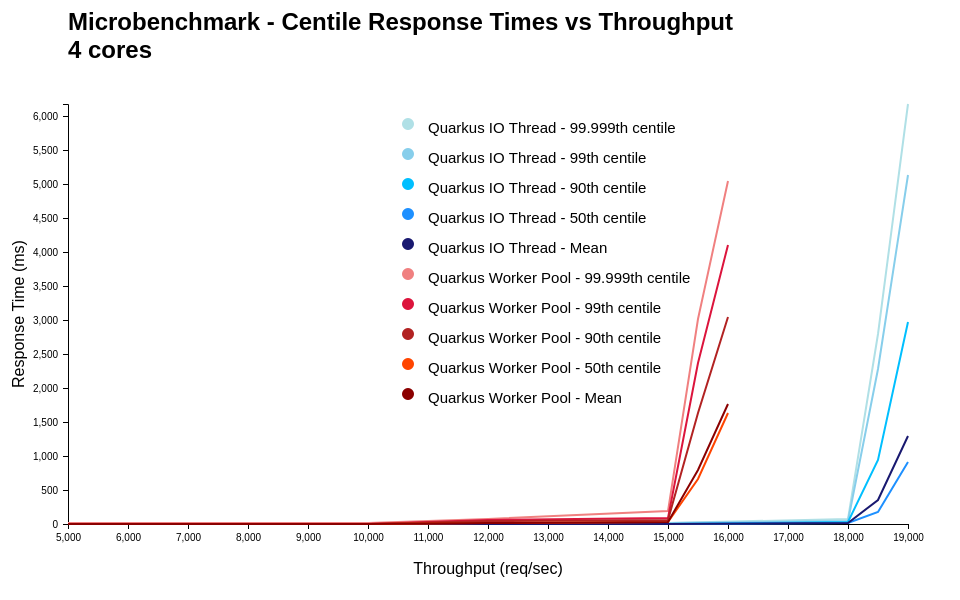 Microbenchmark - Centile Response Times vs Throughput
4 cores
Quarkus IO Thread - 99.999th centile
Quarkus IO Thread - 99th centile
Quarkus IO Thread - 90th centile
Quarkus IO Thread - 50th centile
Quarkus IO Thread - Mean
Quarkus Worker Pool - 99.999th centile
Quarkus Worker Pool - 99th centile
Quarkus Worker Pool - 90th centile
Quarkus Worker Pool - 50th centile
Quarkus Worker Pool - Mean
Response Time (ms)
6,000
5,500
5,000
4,500
4,000
3,500
3,000
2,500
2,000
1,500
1,000
500
0
5,000 6,000 7,000 8,000 9,000 10,000 11,000 12,000 13,000 14,000 15,000 16,000 17,000 18,000 19,000
Throughput (req/sec)